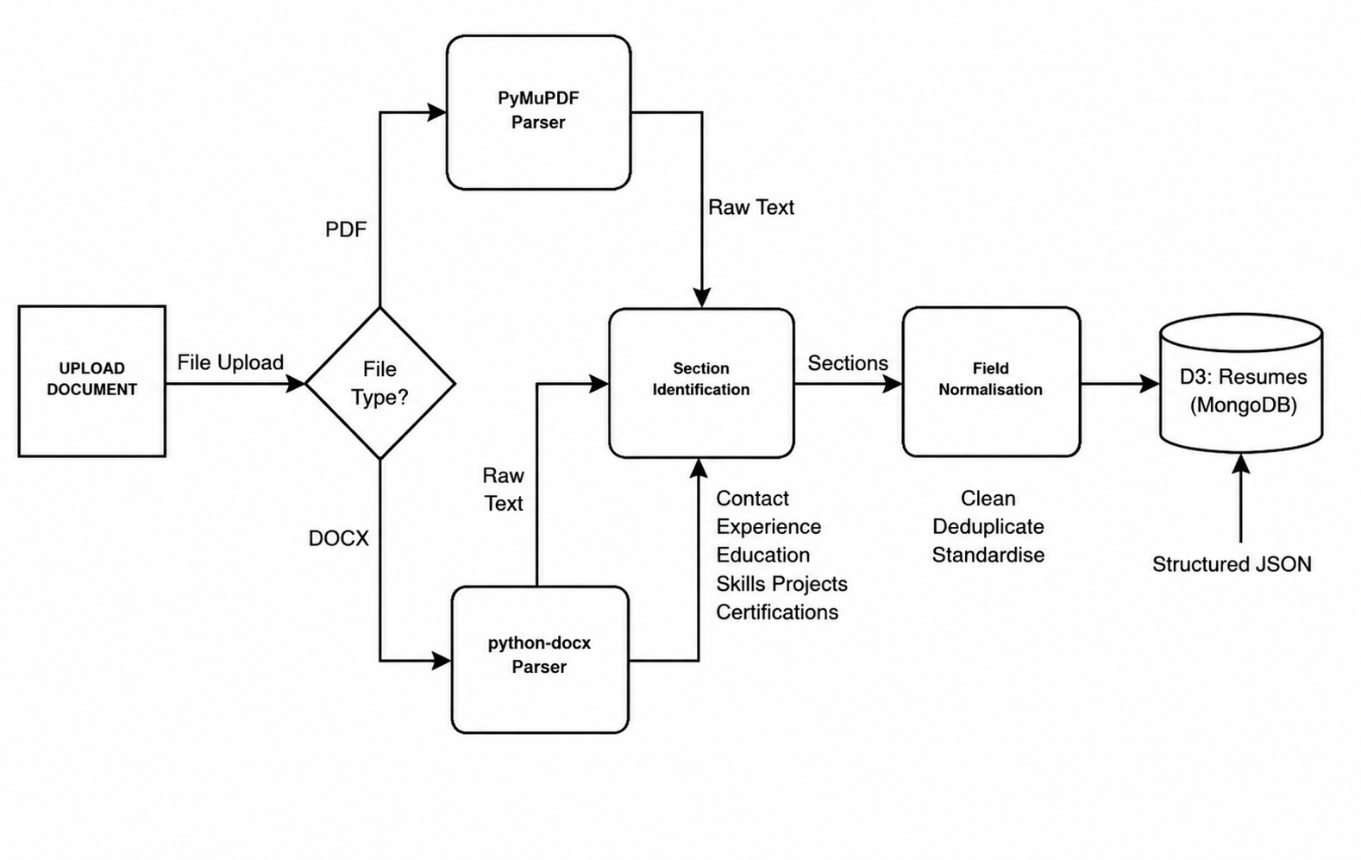 PyMuPDF
Parser
PDF
Raw Text
UPLOAD
DOCUMENT
File Upload
File
Type?
Section
Identification
Sections
Field
Normalisation
D3: Resumes
(MongoDB)
Raw
Text
DOCX
Contact
Experience
Education
Skills Projects
Certifications
Clean
Deduplicate
Standardise
Structured JSON
python-docx
Parser